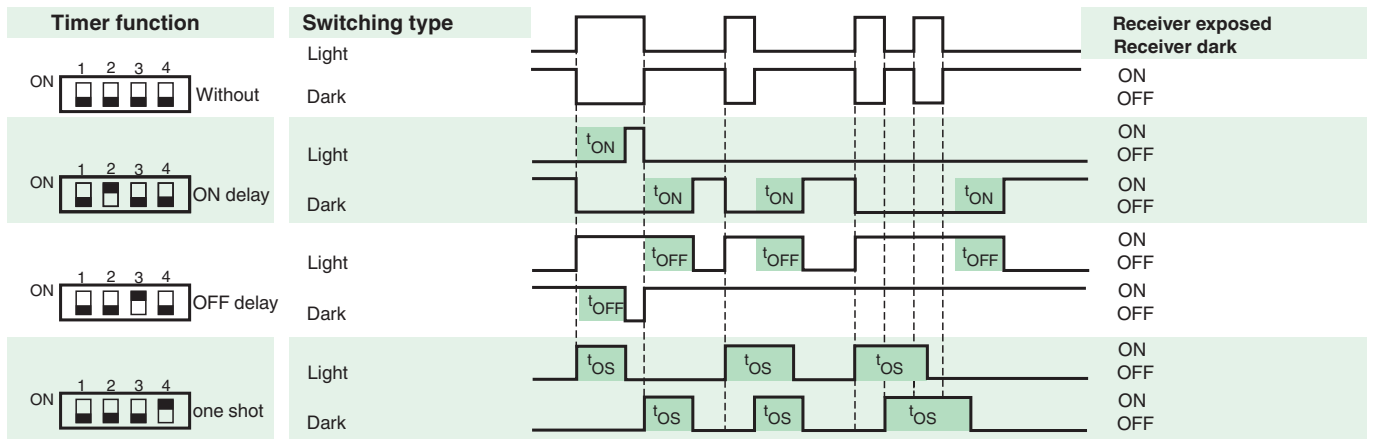 Timer function Switching type Receiver exposed
Receiver dark
Light
1 2 3 4
ON Without ON
Dark OFF
tON ON
Light OFF
1 2 3 4
ON ON delay ON
Dark tON tON tON OFF
ON
Light tOFF tOFF tOFF OFF
1 2 3 4
ON OFF delay ON
Dark tOFF OFF
ON
Light tOS tOS tOS OFF
1 2 3 4
ON one shot ON
Dark tOS tOS tOS OFF